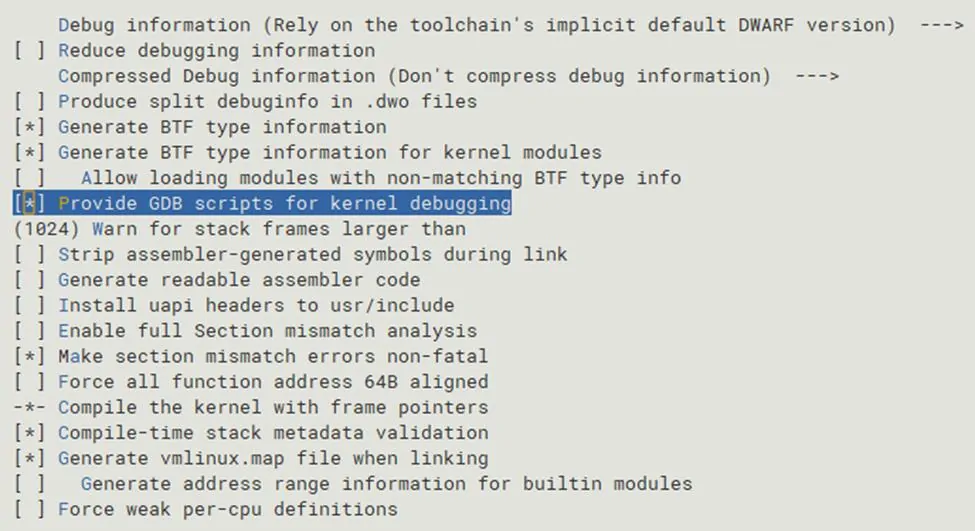 Debug information (Rely on the toolchain's implicit default DWARF version)  --->
[ ] Reduce debugging information
Compressed Debug information (Don't compress debug information)  --->
[ ] Produce split debuginfo in .dwo files
[*] Generate BTF type information
[*] Generate BTF type information for kernel modules
[ ]   Allow loading modules with non-matching BTF type info
[*] Provide GDB scripts for kernel debugging
(1024) Warn for stack frames larger than
[ ] Strip assembler-generated symbols during link
[ ] Generate readable assembler code
[ ] Install uapi headers to usr/include
[ ] Enable full Section mismatch analysis
[*] Make section mismatch errors non-fatal
[ ] Force all function address 64B aligned
-*- Compile the kernel with frame pointers
[*] Compile-time stack metadata validation
[*] Generate vmlinux.map file when linking
[ ]   Generate address range information for builtin modules
[ ] Force weak per-cpu definitions